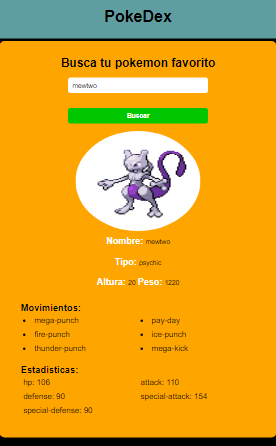 PokeDex
Busca tu pokemon favorito
mewtwo
Buscar
Nombre: mewtwo
Tipo: psychic
Altura: 20 Peso: 1220
Movimientos:
• mega-punch • pay-day
• fire-punch • ice-punch
• thunder-punch • mega-kick
Estadisticas:
hp: 106 attack: 110
defense: 90 special-attack: 154
special-defense: 90